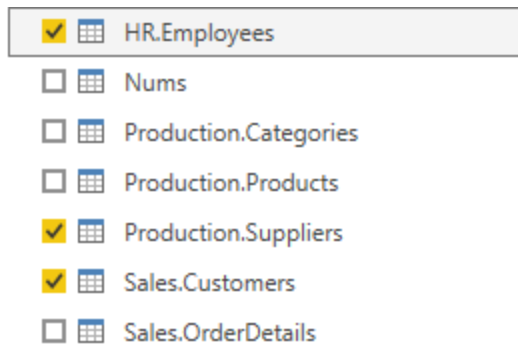 HR.Employees
Nums
Production.Categories
Production.Products
Production.Suppliers
Sales.Customers
Sales.OrderDetails